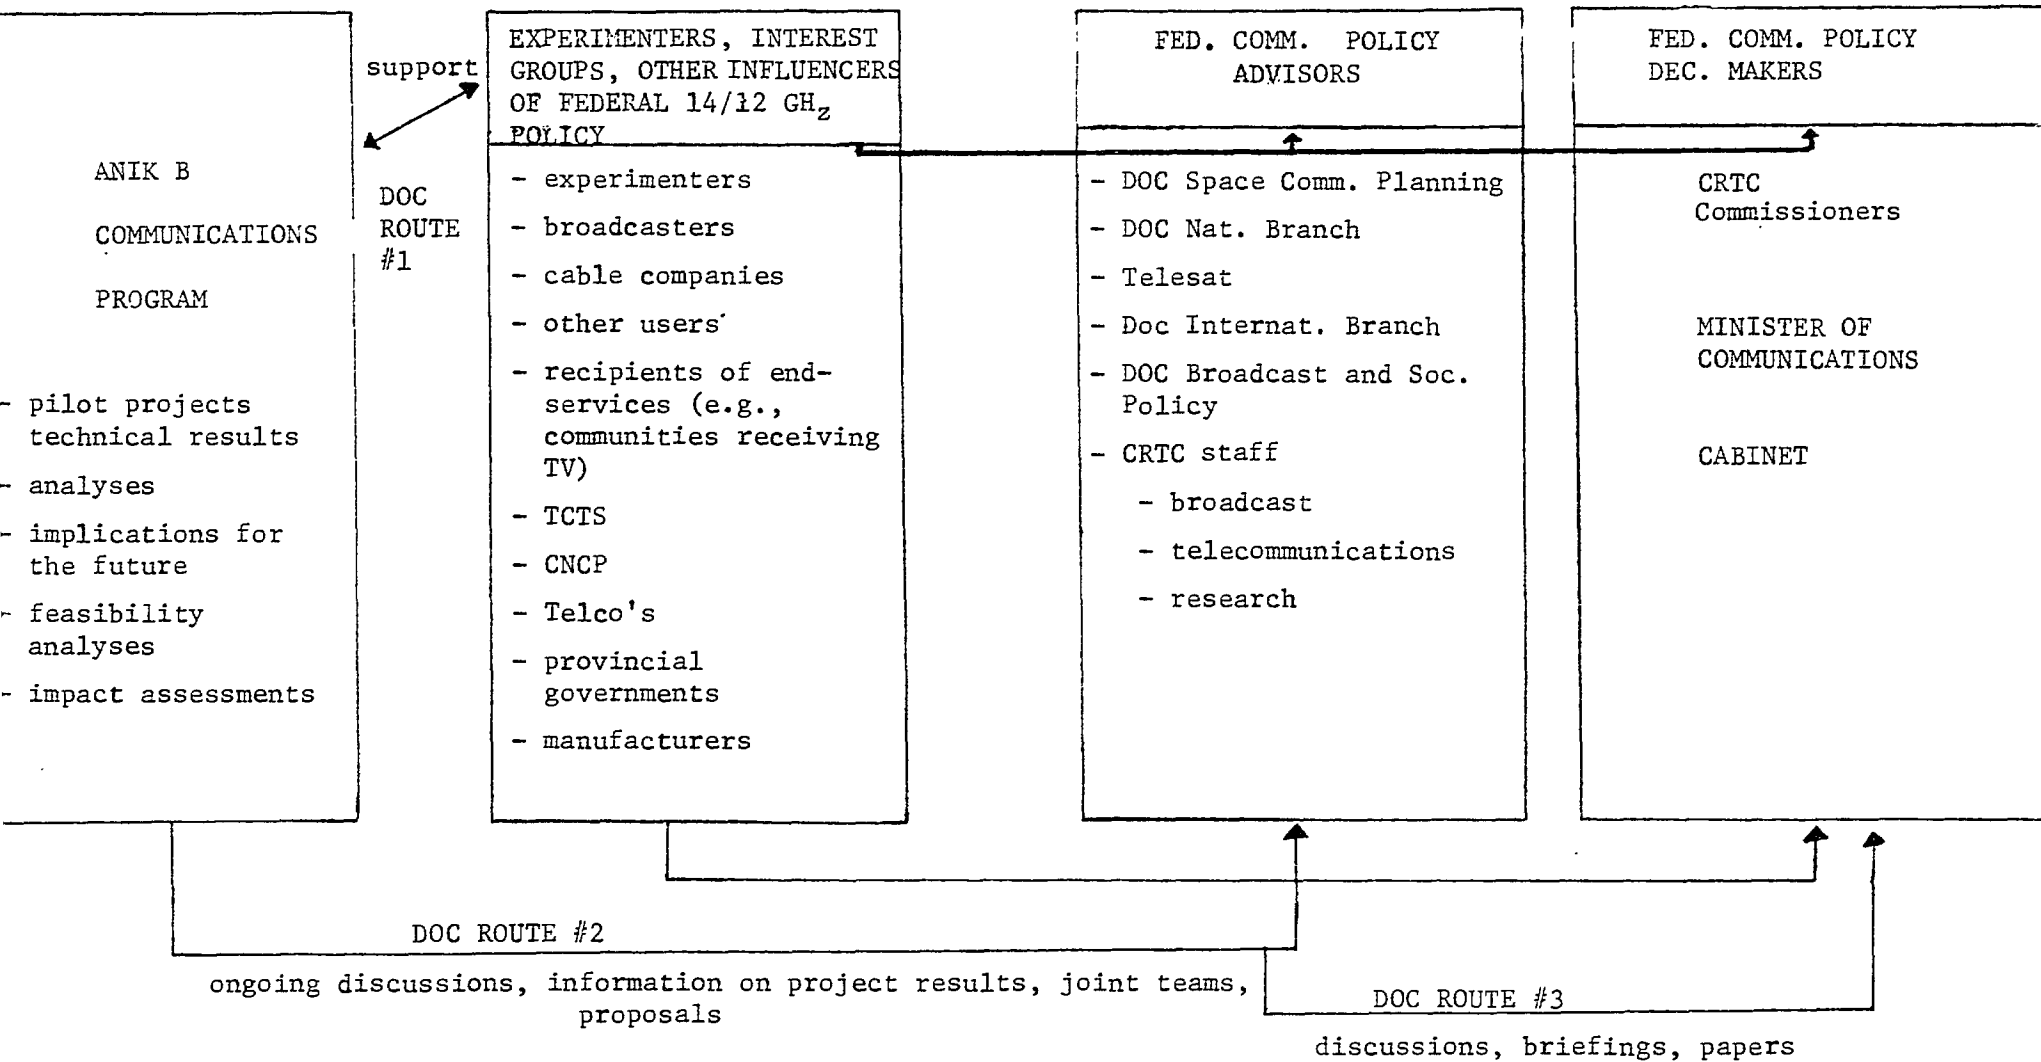 ANIK B
COMMUNICATIONS
PROGRAM
- pilot projects
technical results
- analyses
- implications for
the future
- feasibility
analyses
- impact assessments
support
DOC
ROUTE
#1
EXPERIMENTERS, INTEREST
GROUPS, OTHER INFLUENCERS
OF FEDERAL 14/12 GHz
POLICY
- experimenters
- broadcasters
- cable companies
- other users
- recipients of end-
services (e.g.,
communities receiving
TV)
- TCTS
- CNCP
- Telco's
- provincial
governments
- manufacturers
FED. COMM. POLICY
ADVISORS
- DOC Space Comm. Planning
- DOC Nat. Branch
- Telesat
- Doc Internat. Branch
- DOC Broadcast and Soc.
Policy
- CRTC staff
- broadcast
- telecommunications
- research
FED. COMM. POLICY
DEC. MAKERS
CRTC
Commissioners
MINISTER OF
COMMUNICATIONS
CABINET
DOC ROUTE #2
ongoing discussions, information on project results, joint teams,
proposals
DOC ROUTE #3
discussions, briefings, papers